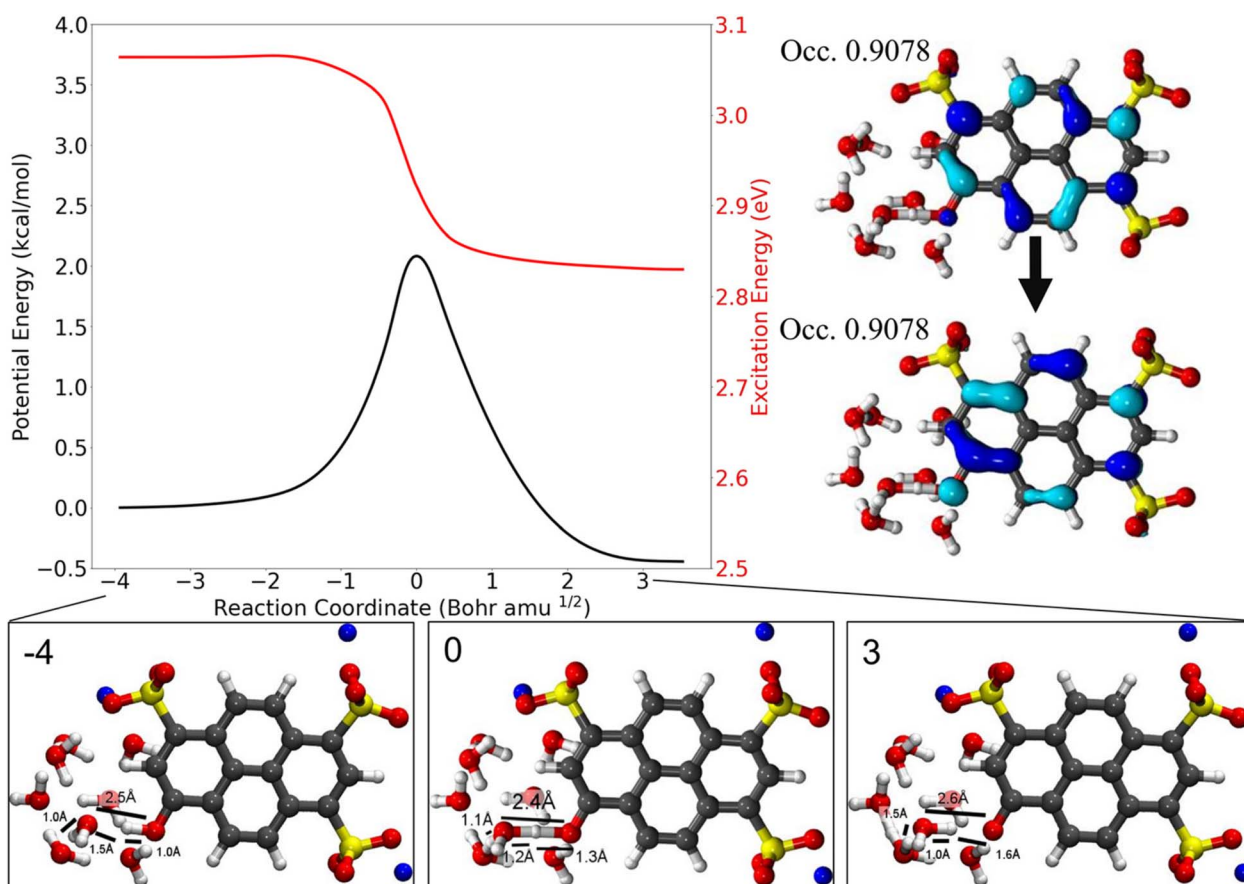 4.0
3.5
3.0
2.5
2.0
1.5
1.0
0.5
0.0
−0.5
Potential Energy (kcal/mol)
3.1
3.0
2.9
2.8
2.7
2.6
2.5
Excitation Energy (eV)
−4 −3 −2 −1 0 1 2 3
Reaction Coordinate (Bohr amu 1/2)
Occ. 0.9078
Occ. 0.9078
-4
2.5Å
1.0Å
1.5Å
1.0Å
0
2.4Å
1.1Å
1.2Å
1.3Å
3
2.6Å
1.5Å
1.0Å
1.6Å